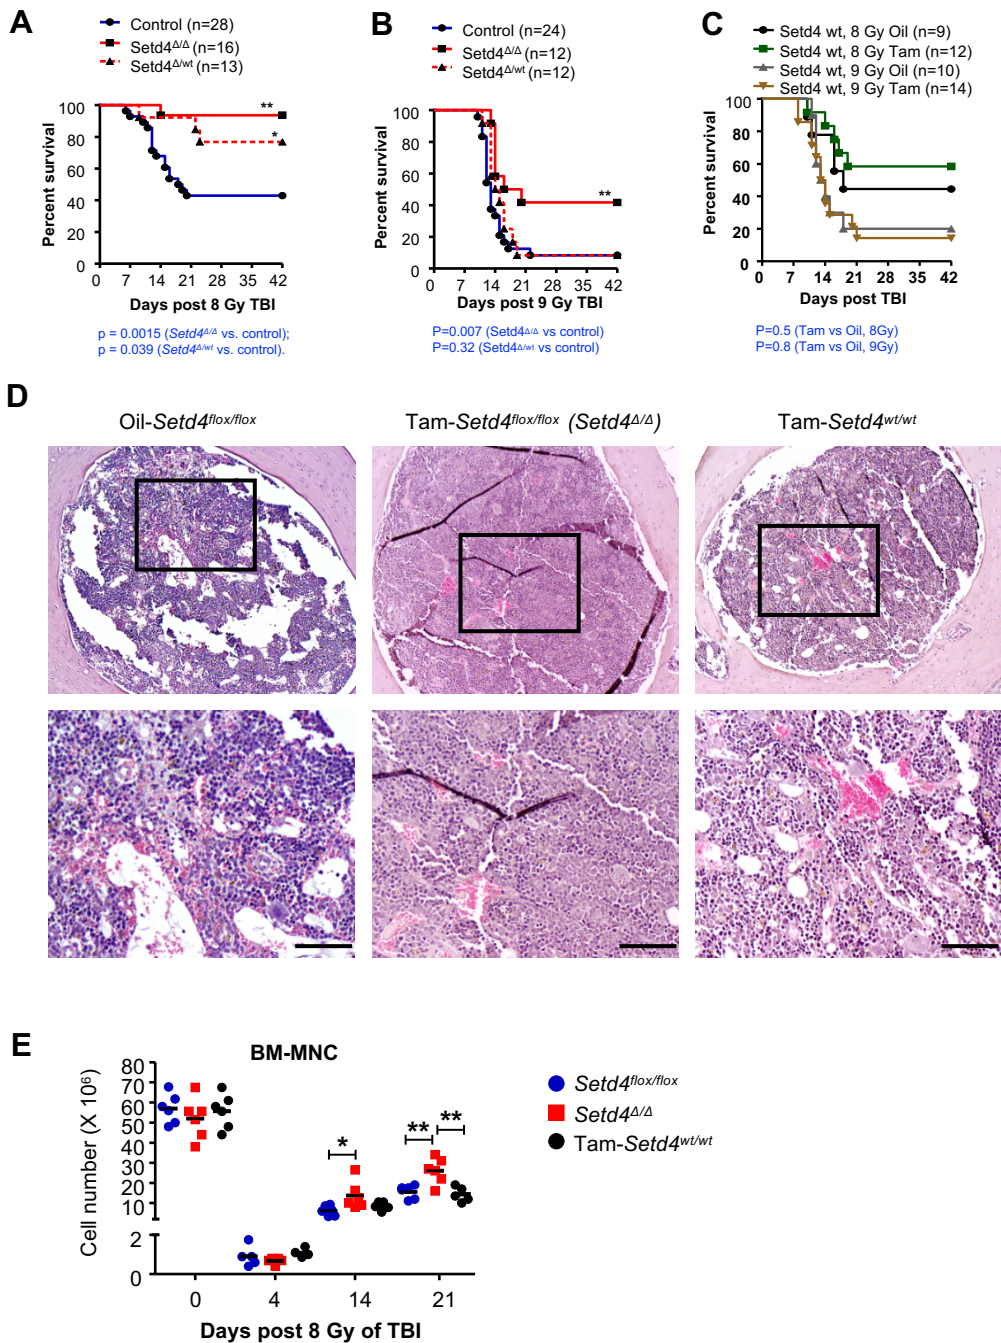 A
Control (n=28)
Setd4Δ/Δ (n=16)
Setd4Δ/wt (n=13)
Percent survival
100
80
60
40
20
0
**
*
0 7 14 21 28 35 42
Days post 8 Gy TBI
p = 0.0015 (Setd4Δ/Δ vs. control);
p = 0.039 (Setd4Δ/wt vs. control).
B
Control (n=24)
Setd4Δ/Δ (n=12)
Setd4Δ/wt (n=12)
Percent survival
100
80
60
40
20
0
**
0 7 14 21 28 35 42
Days post 9 Gy TBI
P=0.007 (Setd4Δ/Δ vs control)
P=0.32 (Setd4Δ/wt vs control)
C
Setd4 wt, 8 Gy Oil (n=9)
Setd4 wt, 8 Gy Tam (n=12)
Setd4 wt, 9 Gy Oil (n=10)
Setd4 wt, 9 Gy Tam (n=14)
Percent survival
100
80
60
40
20
0
0 7 14 21 28 35 42
Days post TBI
P=0.5 (Tam vs Oil, 8Gy)
P=0.8 (Tam vs Oil, 9Gy)
D
Oil-Setd4flox/flox
Tam-Setd4flox/flox (Setd4Δ/Δ)
Tam-Setd4wt/wt
E
BM-MNC
Cell number (X 10⁶)
80
70
60
50
40
30
20
10
2
0
*
**
**
0 4 14 21
Days post 8 Gy of TBI
Setd4flox/flox
Setd4Δ/Δ
Tam-Setd4wt/wt